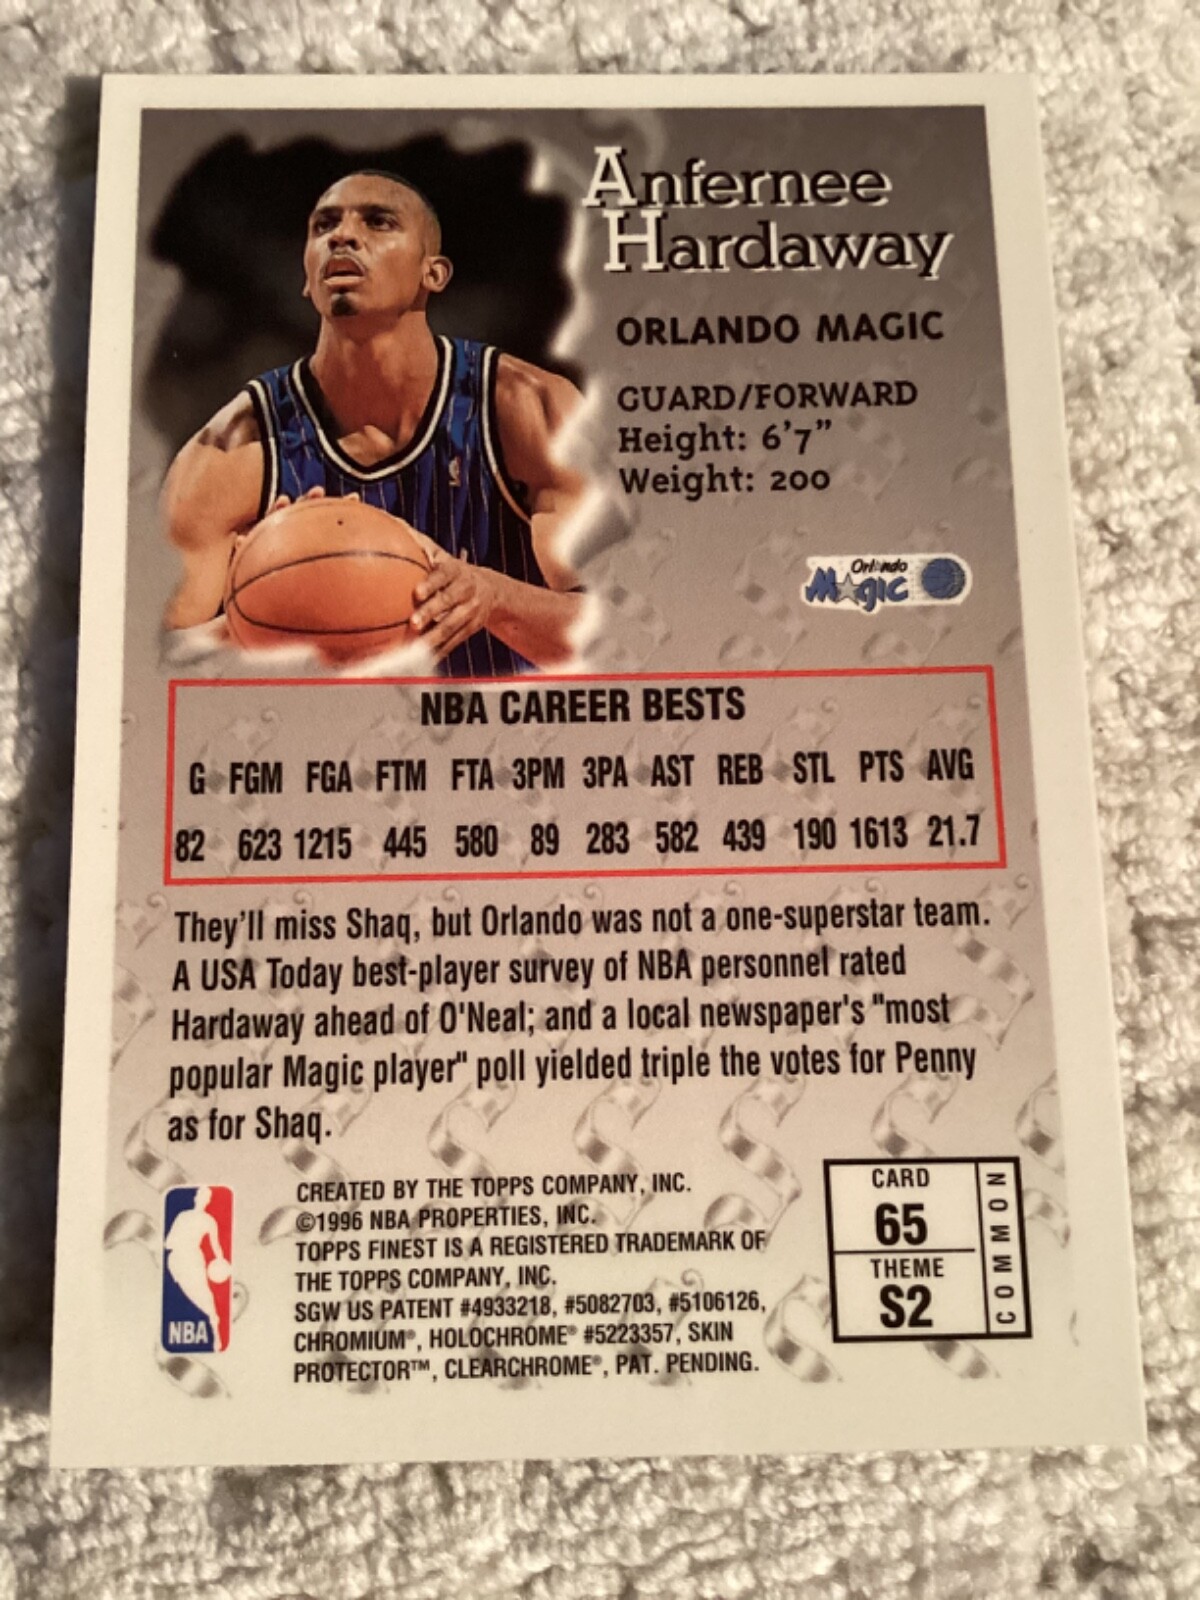 Anfernee
Hardaway
ORLANDO MAGIC
GUARD/FORWARD
Height: 6'7"
Weight: 200
Orlando
Magic
NBA CAREER BESTS
G FGM FGA FTM FTA 3PM 3PA AST REB STL PTS AVG
82 623 1215 445 580 89 283 582 439 190 1613 21.7
They'll miss Shaq, but Orlando was not a one-superstar team.
A USA Today best-player survey of NBA personnel rated
Hardaway ahead of O'Neal; and a local newspaper's "most
popular Magic player" poll yielded triple the votes for Penny
as for Shaq.
NBA
CREATED BY THE TOPPS COMPANY, INC.
©1996 NBA PROPERTIES, INC.
TOPPS FINEST IS A REGISTERED TRADEMARK OF
THE TOPPS COMPANY, INC.
SGW US PATENT #4933218, #5082703, #5106126,
CHROMIUM®, HOLOCHROME® #5223357, SKIN
PROTECTOR™, CLEARCHROME®, PAT. PENDING.
CARD
65
THEME
S2
COMMON